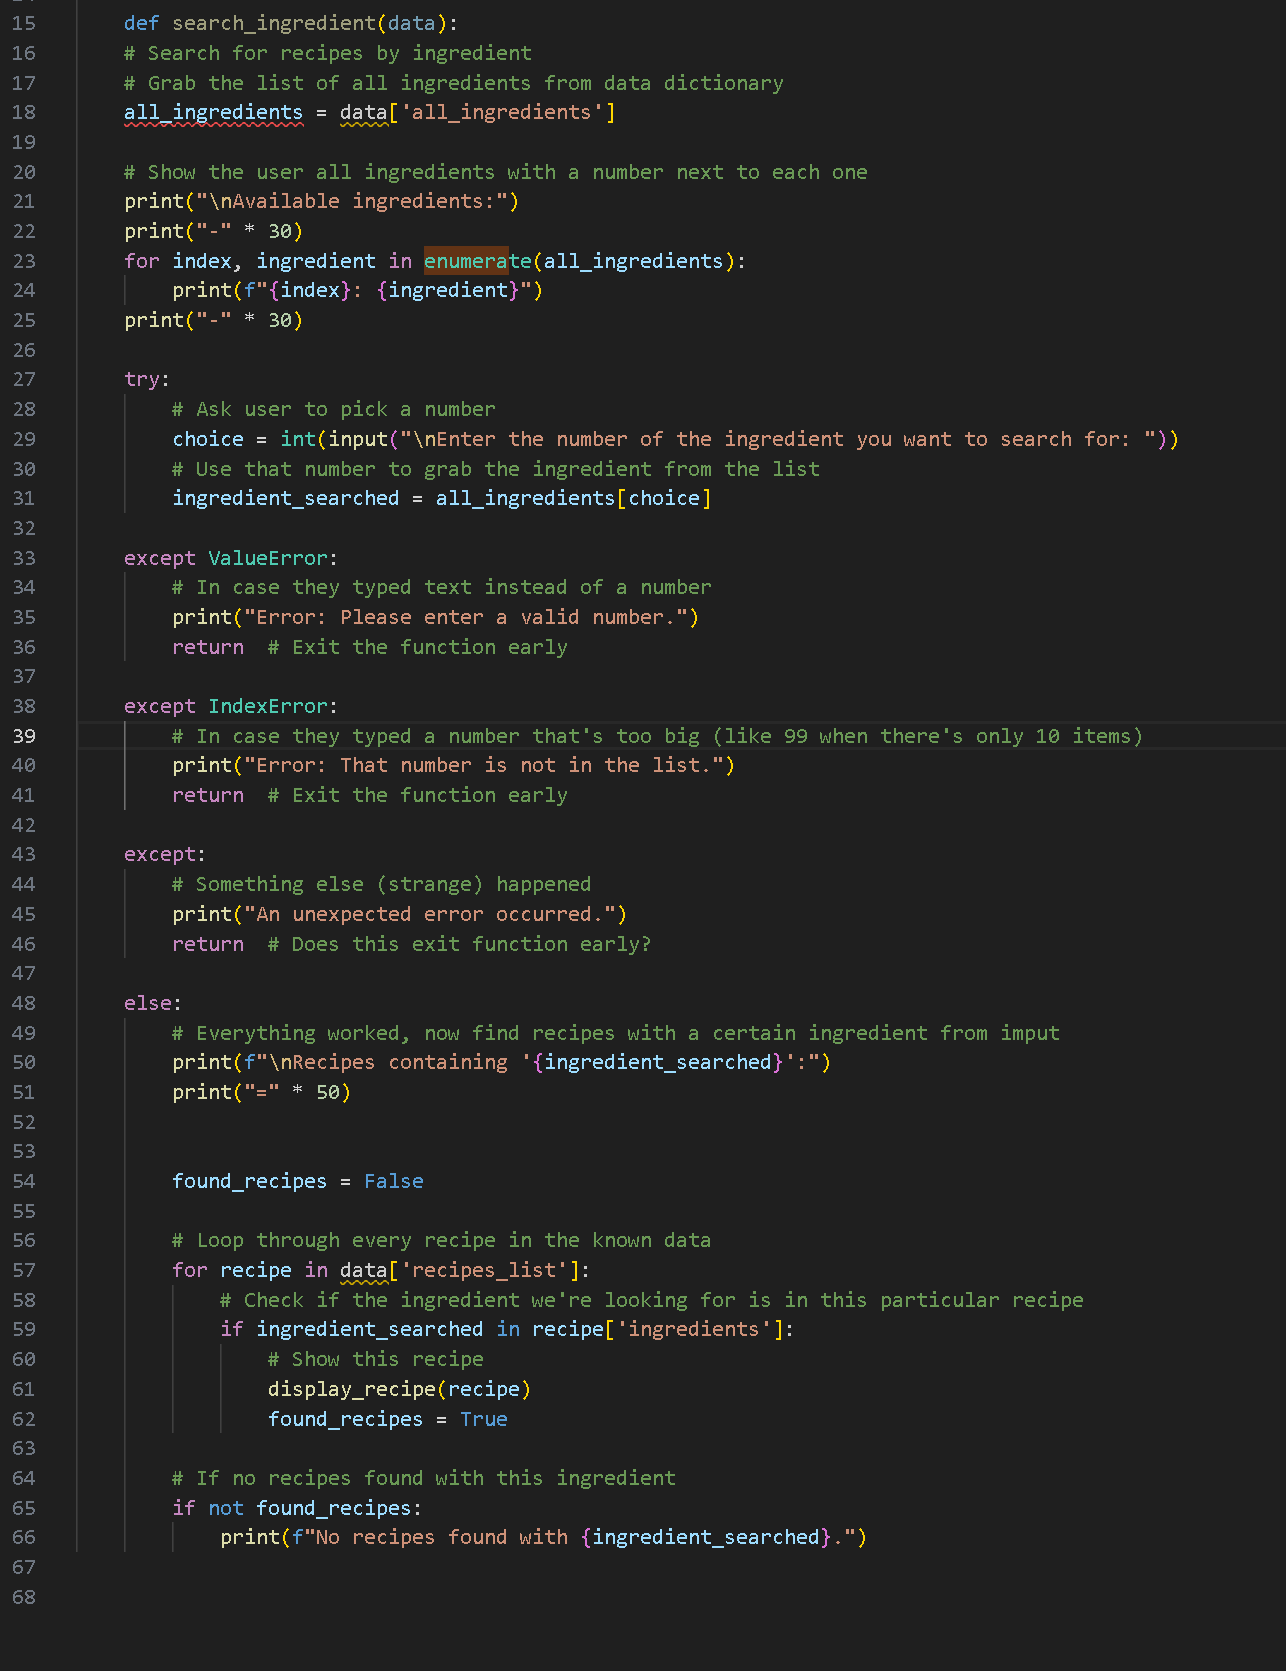 15 def search_ingredient(data):
16 # Search for recipes by ingredient
17 # Grab the list of all ingredients from data dictionary
18 all_ingredients = data['all_ingredients']
19
20 # Show the user all ingredients with a number next to each one
21 print("\nAvailable ingredients:")
22 print("-" * 30)
23 for index, ingredient in enumerate(all_ingredients):
24     print(f"{index}: {ingredient}")
25 print("-" * 30)
26
27 try:
28     # Ask user to pick a number
29     choice = int(input("\nEnter the number of the ingredient you want to search for: "))
30     # Use that number to grab the ingredient from the list
31     ingredient_searched = all_ingredients[choice]
32
33 except ValueError:
34     # In case they typed text instead of a number
35     print("Error: Please enter a valid number.")
36     return  # Exit the function early
37
38 except IndexError:
39     # In case they typed a number that's too big (like 99 when there's only 10 items)
40     print("Error: That number is not in the list.")
41     return  # Exit the function early
42
43 except:
44     # Something else (strange) happened
45     print("An unexpected error occurred.")
46     return  # Does this exit function early?
47
48 else:
49     # Everything worked, now find recipes with a certain ingredient from imput
50     print(f"\nRecipes containing '{ingredient_searched}':")
51     print("=" * 50)
52
53
54     found_recipes = False
55
56     # Loop through every recipe in the known data
57     for recipe in data['recipes_list']:
58         # Check if the ingredient we're looking for is in this particular recipe
59         if ingredient_searched in recipe['ingredients']:
60             # Show this recipe
61             display_recipe(recipe)
62             found_recipes = True
63
64     # If no recipes found with this ingredient
65     if not found_recipes:
66         print(f"No recipes found with {ingredient_searched}.")
67
68